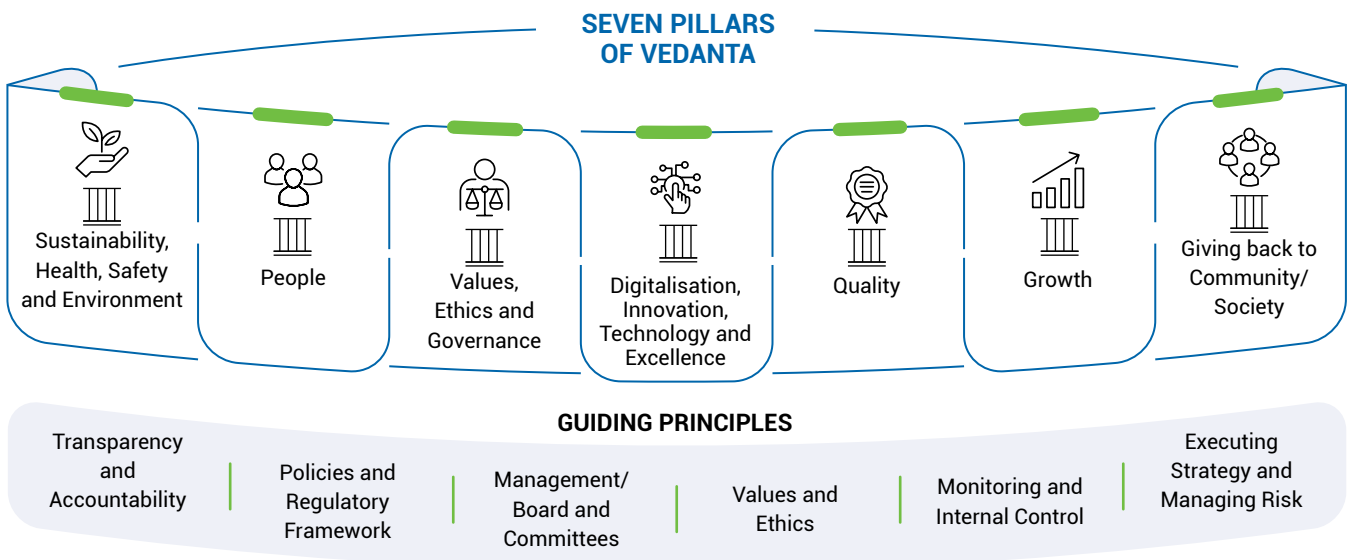 SEVEN PILLARS
OF VEDANTA
Sustainability,
Health, Safety
and Environment
People
Values,
Ethics and
Governance
Digitalisation,
Innovation,
Technology and
Excellence
Quality
Growth
Giving back to
Community/
Society
GUIDING PRINCIPLES
Transparency
and
Accountability
Policies and
Regulatory
Framework
Management/
Board and
Committees
Values and
Ethics
Monitoring and
Internal Control
Executing
Strategy and
Managing Risk